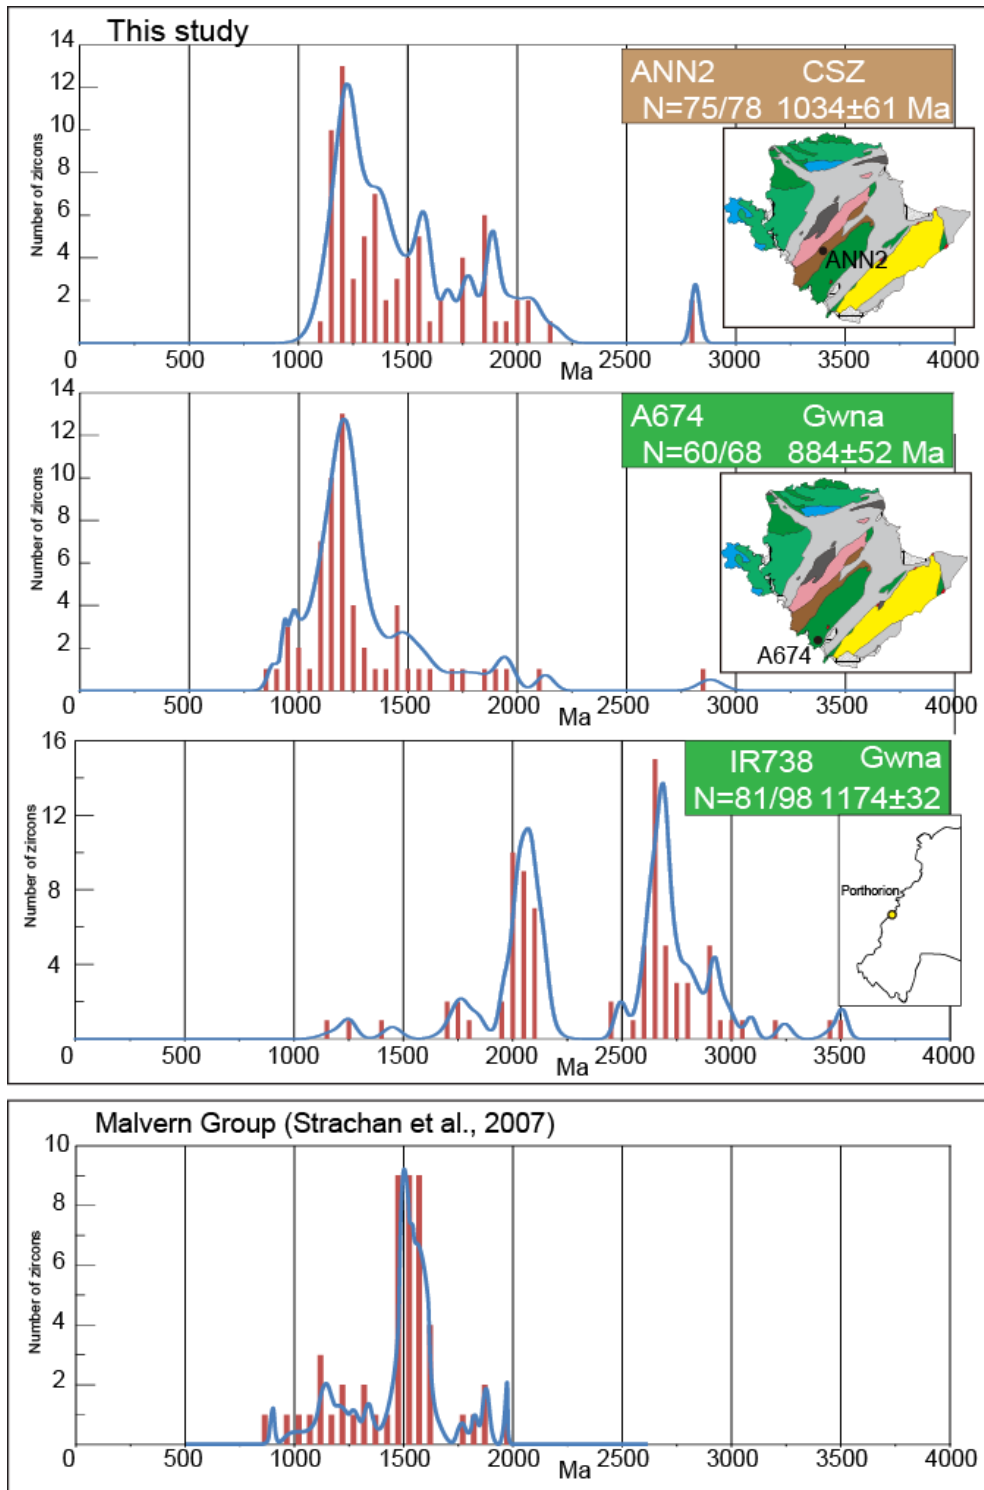 This study
14
12
10
8
6
4
2
Number of zircons
ANN2 CSZ
N=75/78 1034±61 Ma
ANN2
0 500 1000 1500 2000 2500 3000 3500 4000
Ma
14
12
10
8
6
4
2
Number of zircons
A674 Gwna
N=60/68 884±52 Ma
A674
0 500 1000 1500 2000 2500 3000 3500 4000
Ma
16
12
8
4
Number of zircons
IR738 Gwna
N=81/98 1174±32
Porthorion
0 500 1000 1500 2000 2500 3000 3500 4000
Ma
Malvern Group (Strachan et al., 2007)
10
8
6
4
2
Number of zircons
0 500 1000 1500 2000 2500 3000 3500 4000
Ma